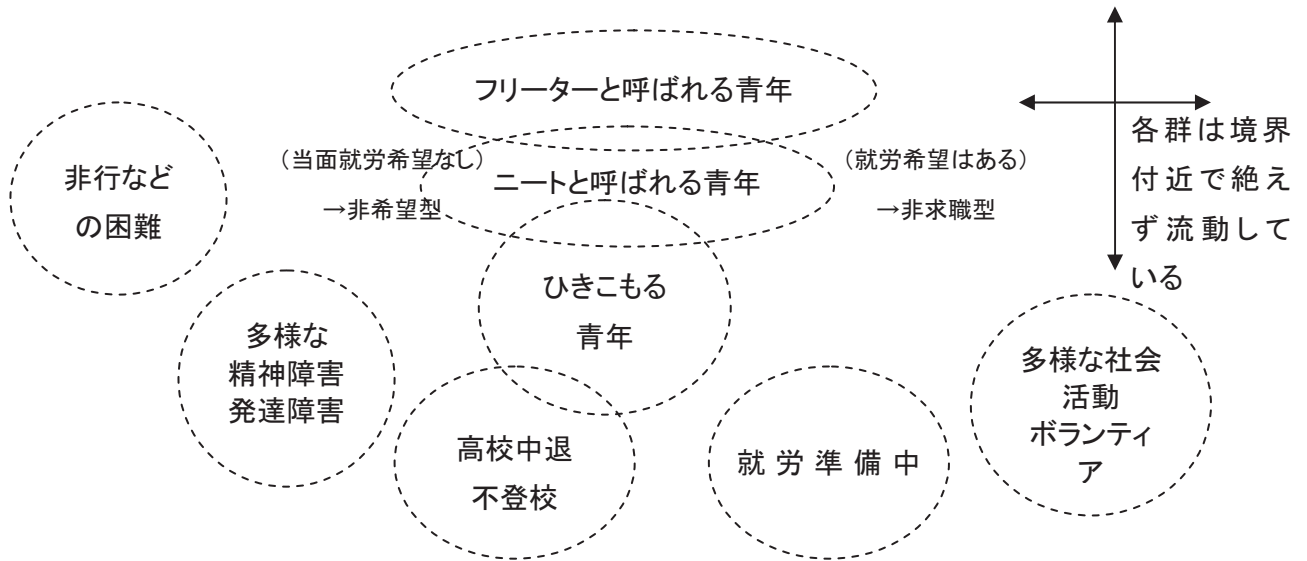 フリーターと呼ばれる青年
非行など
の困難
(当面就労希望なし)
→非希望型
ニートと呼ばれる青年
(就労希望はある)
→非求職型
各群は境界
付近で絶え
ず流動して
いる
ひきこもる
青年
多様な
精神障害
発達障害
高校中退
不登校
就労準備中
多様な社会
活動
ボランティ
ア